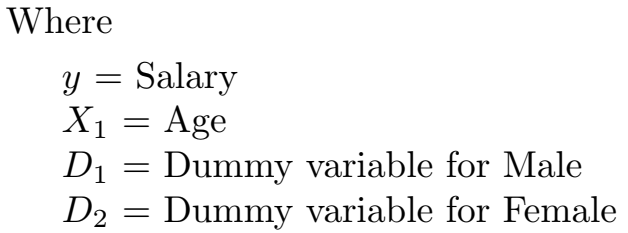 Where
y = Salary
X₁ = Age
D₁ = Dummy variable for Male
D₂ = Dummy variable for Female